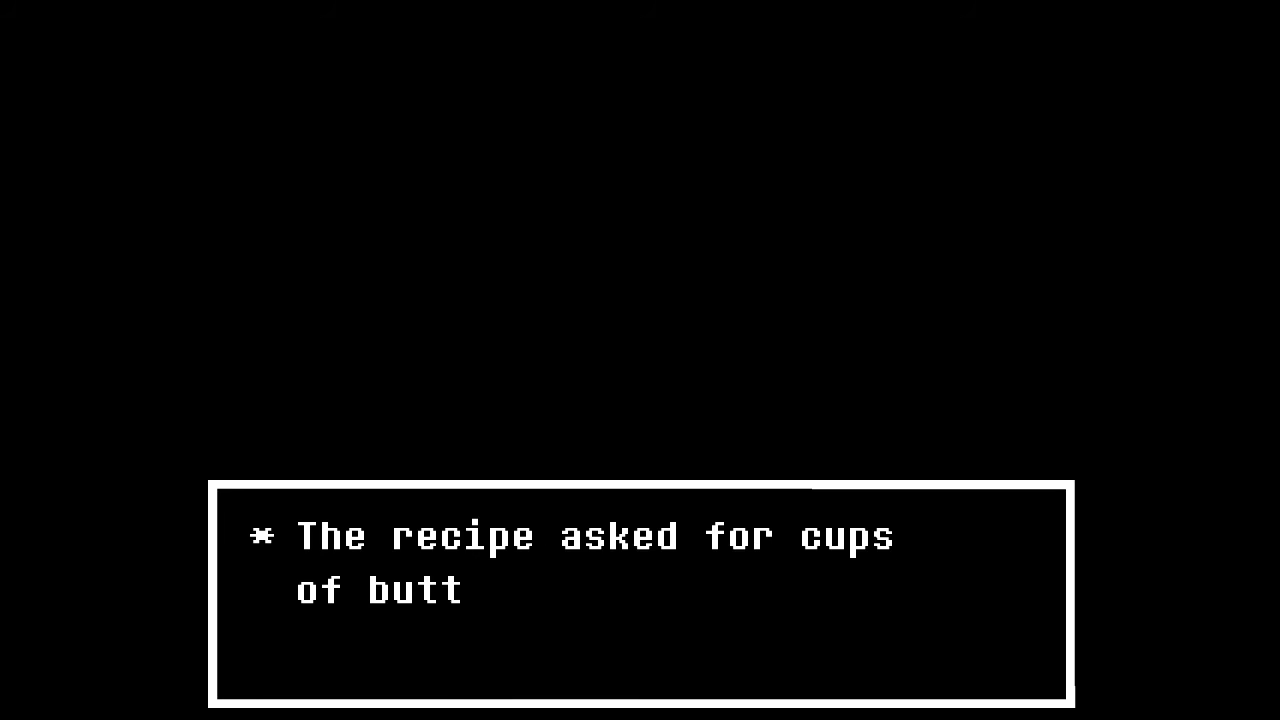 * The recipe asked for cups
of butt